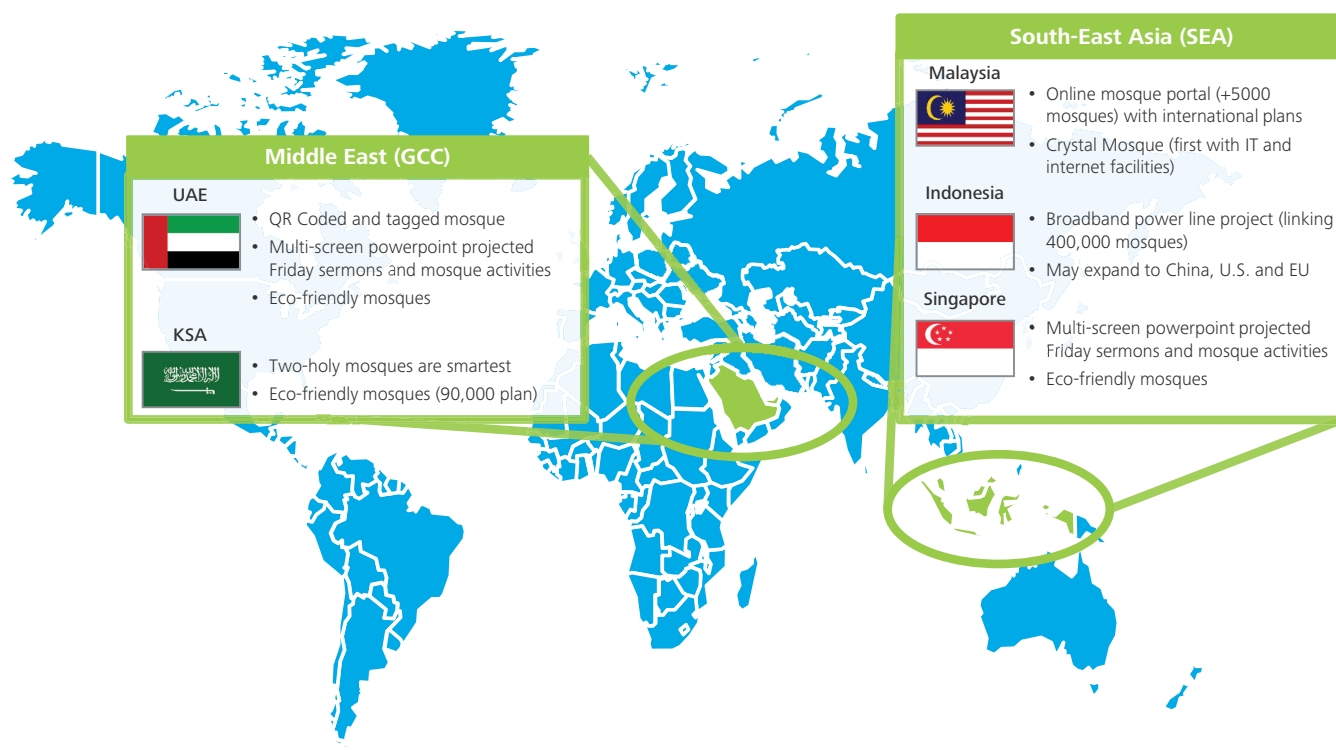 Middle East (GCC)
UAE
• QR Coded and tagged mosque
• Multi-screen powerpoint projected
Friday sermons and mosque activities
• Eco-friendly mosques
KSA
• Two-holy mosques are smartest
• Eco-friendly mosques (90,000 plan)
South-East Asia (SEA)
Malaysia
• Online mosque portal (+5000
mosques) with international plans
• Crystal Mosque (first with IT and
internet facilities)
Indonesia
• Broadband power line project (linking
400,000 mosques)
• May expand to China, U.S. and EU
Singapore
• Multi-screen powerpoint projected
Friday sermons and mosque activities
• Eco-friendly mosques